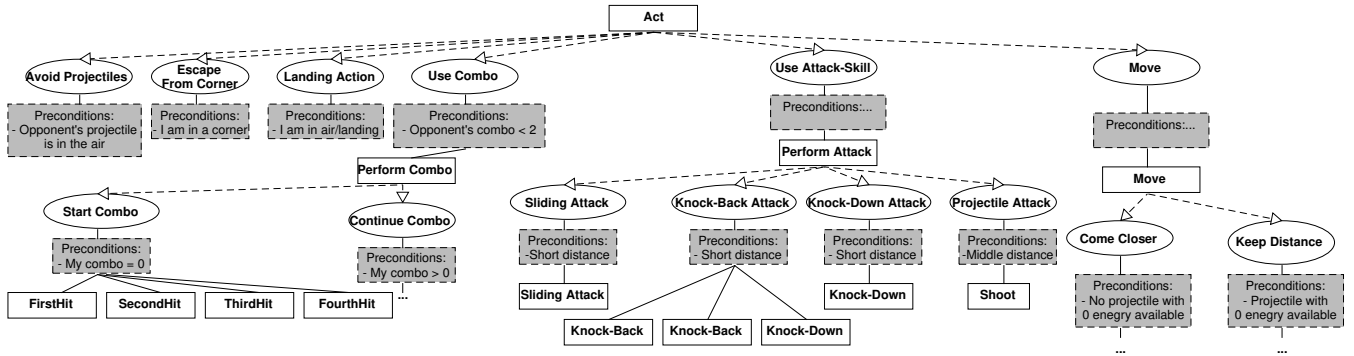 Act
Avoid Projectiles
Escape
From Corner
Landing Action
Use Combo
Use Attack-Skill
Move
Preconditions:
- Opponent's projectile
is in the air
Preconditions:
- I am in a corner
Preconditions:
- I am in air/landing
Preconditions:
- Opponent's combo < 2
Preconditions:...
Preconditions:...
Perform Combo
Perform Attack
Move
Start Combo
Continue Combo
Sliding Attack
Knock-Back Attack
Knock-Down Attack
Projectile Attack
Come Closer
Keep Distance
Preconditions:
- My combo = 0
Preconditions:
- My combo > 0
Preconditions:
-Short distance
Preconditions:
- Short distance
Preconditions:
- Short distance
Preconditions:
-Middle distance
Preconditions:
- No projectile with
0 enegry available
Preconditions:
- Projectile with
0 enegry available
FirstHit
SecondHit
ThirdHit
FourthHit
...
Sliding Attack
Knock-Back
Knock-Back
Knock-Down
Knock-Down
Shoot
...
...